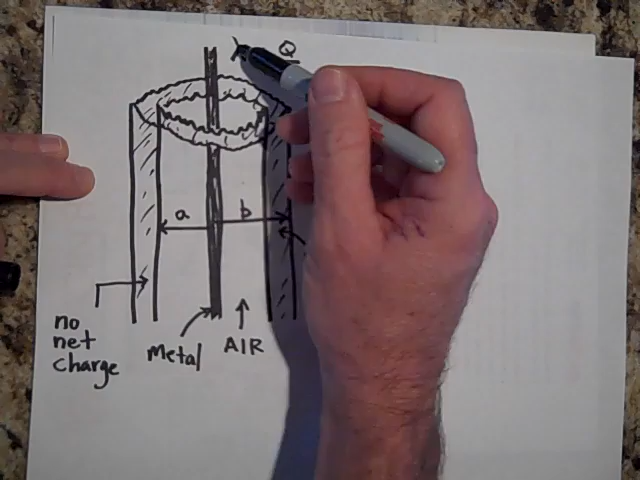 λ Q
a
b
no
net
charge
metal
AIR